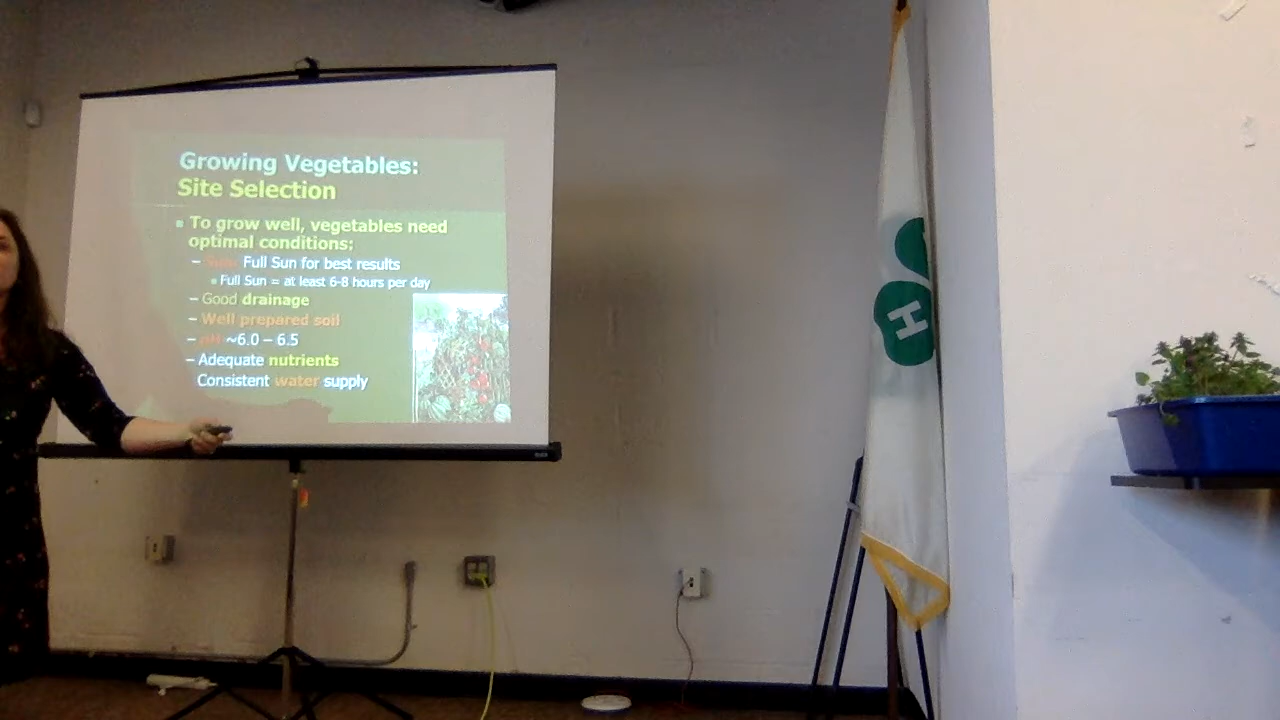 Growing Vegetables:
Site Selection
To grow well, vegetables need
optimal conditions:
– Sun: Full Sun for best results
Full Sun = at least 6-8 hours per day
– Good drainage
– Well prepared soil
– pH ~6.0 – 6.5
– Adequate nutrients
Consistent water supply
H